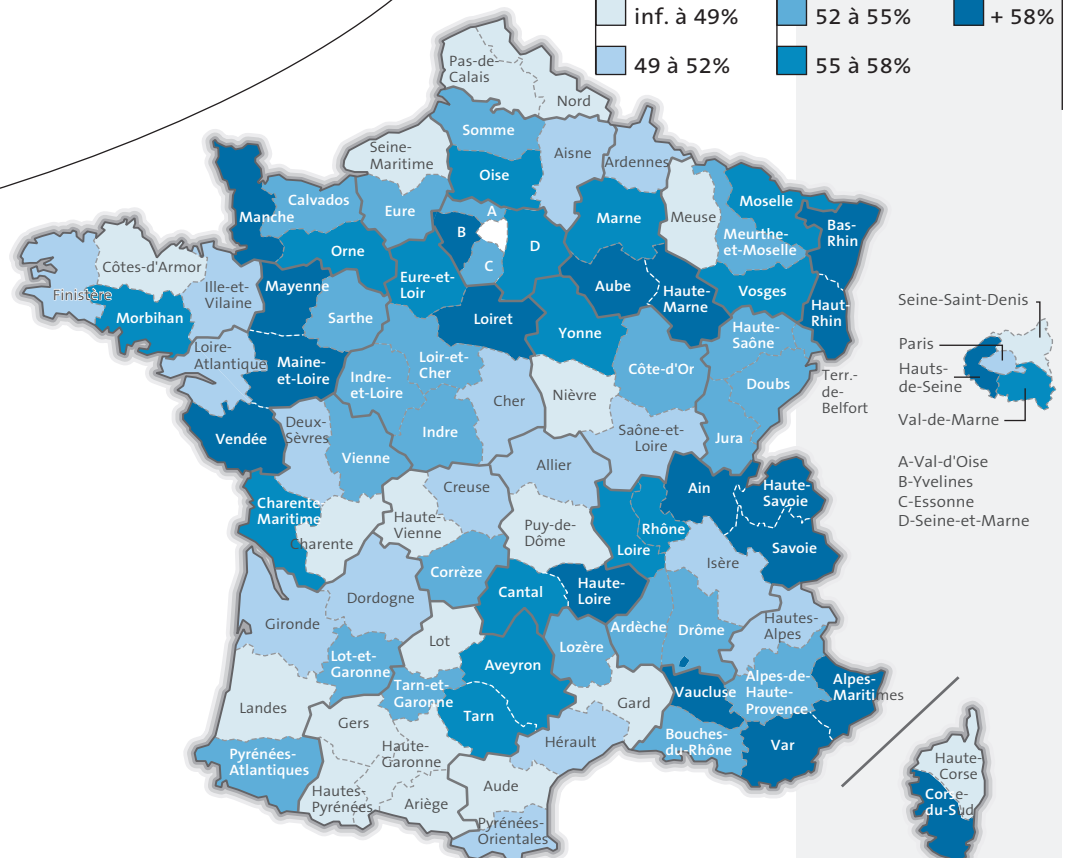 inf. à 49%
52 à 55%
+ 58%
49 à 52%
55 à 58%
Pas-de-
Calais
Nord
Somme
Seine-
Maritime
Aisne
Ardennes
Oise
Calvados
Eure
Manche
A
B
C
D
Marne
Meuse
Moselle
Meurthe-
et-Moselle
Bas-
Rhin
Orne
Côtes-d'Armor
Finistère
Ille-et-
Vilaine
Mayenne
Eure-et-
Loir
Aube
Haute-
Marne
Vosges
Haut-
Rhin
Morbihan
Sarthe
Loiret
Yonne
Haute-
Saône
Loire-
Atlantique
Maine-
et-Loire
Indre-
et-Loire
Loir-et-
Cher
Cher
Nièvre
Côte-d'Or
Doubs
Terr.-
de-
Belfort
Vendée
Deux-
Sèvres
Vienne
Indre
Saône-et-
Loire
Jura
Allier
Creuse
Charente
Maritime
Charente
Haute-
Vienne
Puy-de-
Dôme
Loire
Rhône
Ain
Haute-
Savoie
Savoie
Isère
Corrèze
Cantal
Haute-
Loire
Dordogne
Gironde
Lot
Lot-et-
Garonne
Aveyron
Lozère
Ardèche
Drôme
Hautes-
Alpes
Tarn-et-
Garonne
Tarn
Gard
Vaucluse
Alpes-de-
Haute-
Provence
Alpes-
Maritimes
Landes
Gers
Haute-
Garonne
Hérault
Bouches-
du-Rhône
Var
Pyrénées-
Atlantiques
Hautes-
Pyrénées
Ariège
Aude
Pyrénées-
Orientales
Haute-
Corse
Corse-
du-Sud
Seine-Saint-Denis
Paris
Hauts-
de-Seine
Val-de-Marne
A-Val-d'Oise
B-Yvelines
C-Essonne
D-Seine-et-Marne